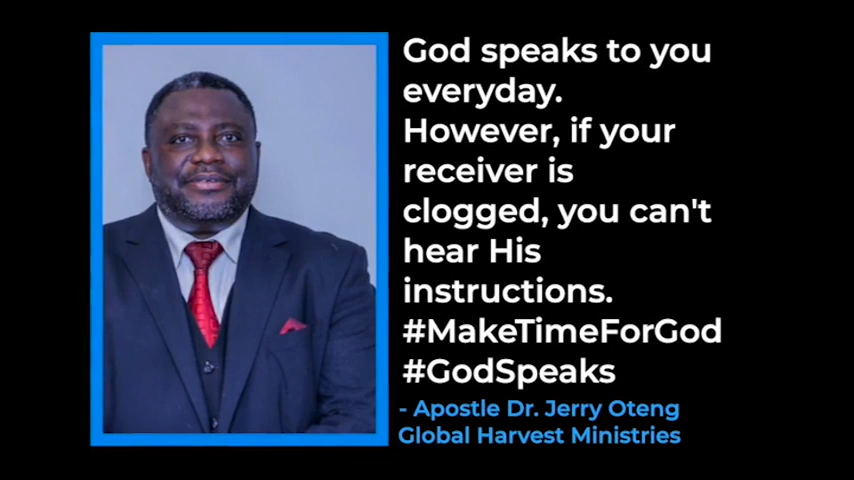 God speaks to you
everyday.
However, if your
receiver is
clogged, you can't
hear His
instructions.
#MakeTimeForGod
#GodSpeaks
- Apostle Dr. Jerry Oteng
Global Harvest Ministries